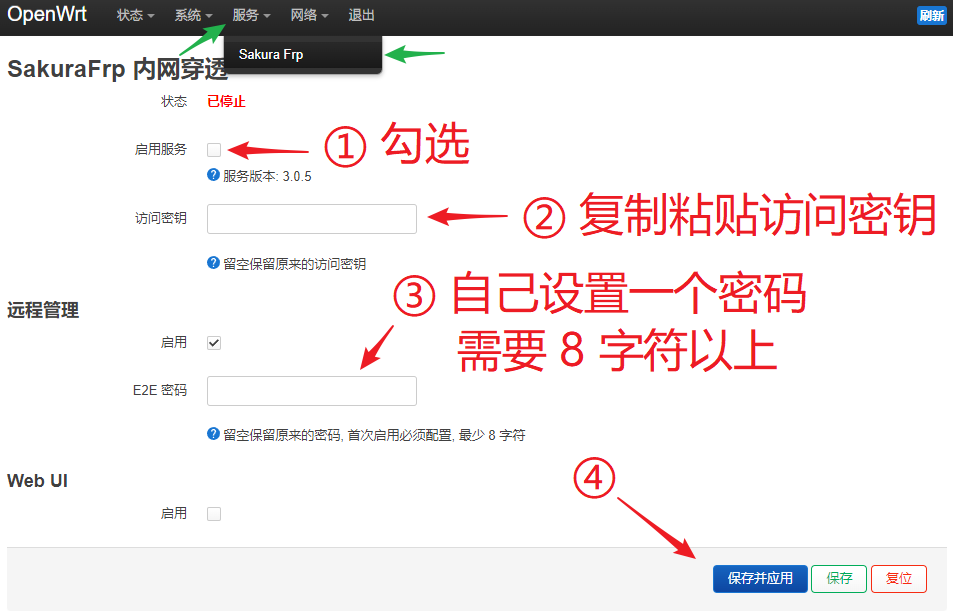 OpenWrt 状态 系统 服务 网络 退出 刷新
Sakura Frp
SakuraFrp 内网穿透
状态 已停止
启用服务 ① 勾选
服务版本: 3.0.5
访问密钥 ② 复制粘贴访问密钥
留空保留原来的访问密钥
③ 自己设置一个密码
需要 8 字符以上
远程管理
启用
E2E 密码
留空保留原来的密码, 首次启用必须配置, 最少 8 字符
Web UI
④
启用
保存并应用 保存 复位